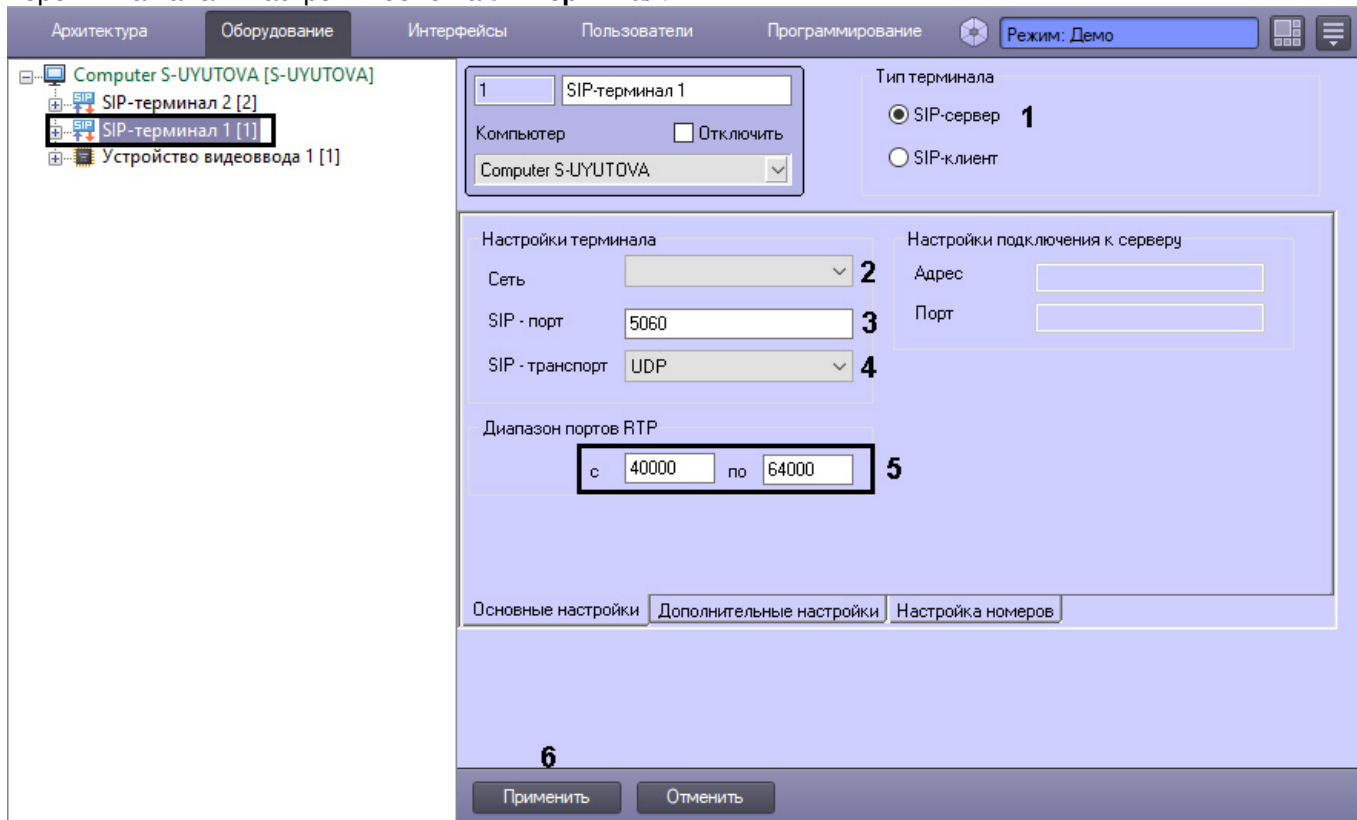 Архитектура Оборудование Интерфейсы Пользователи Программирование Режим: Демо
Computer S-UYUTOVA [S-UYUTOVA]
SIP-терминал 2 [2]
SIP-терминал 1 [1]
Устройство видеоввода 1 [1]
1 SIP-терминал 1
Компьютер Отключить
Computer S-UYUTOVA
Тип терминала
SIP-сервер 1
SIP-клиент
Настройки терминала
Сеть 2
SIP - порт 5060 3
SIP - транспорт UDP 4
Настройки подключения к серверу
Адрес
Порт
Диапазон портов RTP
с 40000 по 64000 5
Основные настройки Дополнительные настройки Настройка номеров
6
Применить Отменить